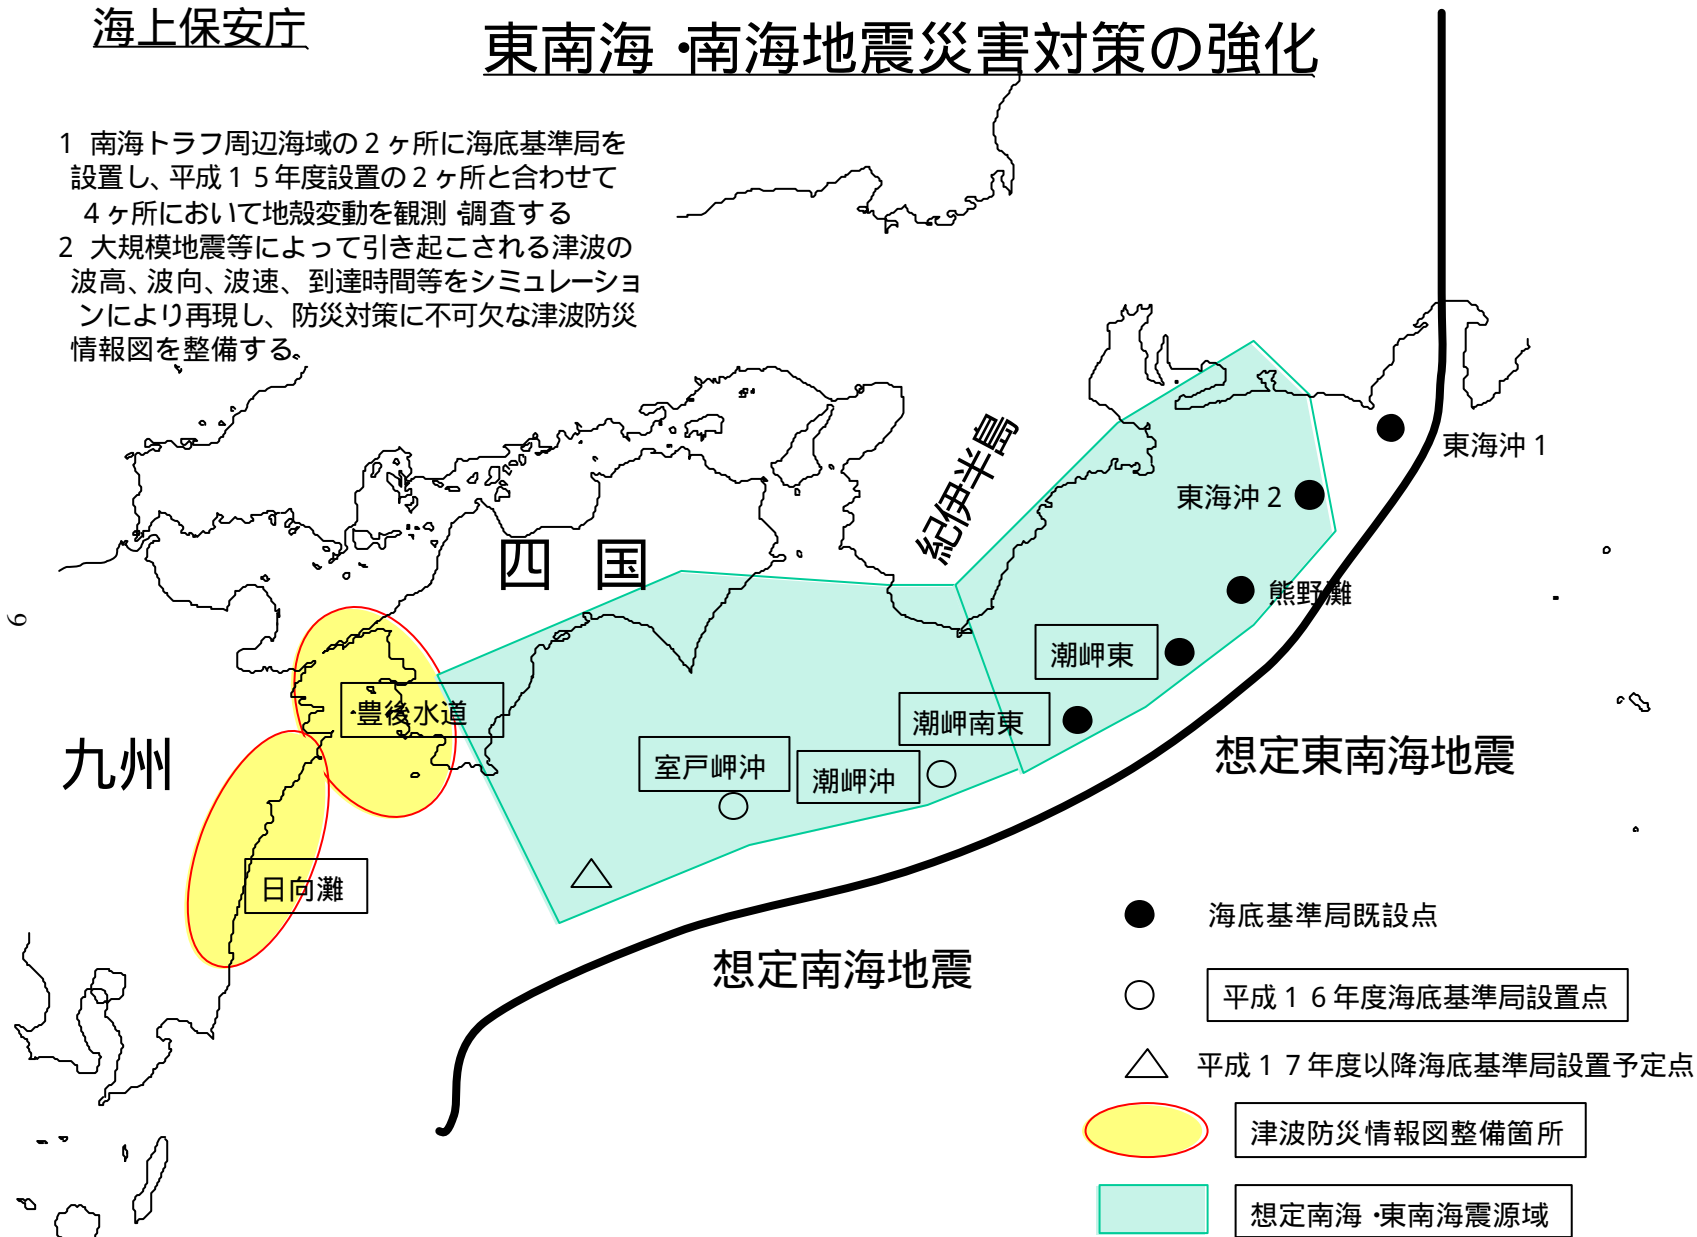 海上保安庁
東南海・南海地震災害対策の強化
1 南海トラフ周辺海域の2ヶ所に海底基準局を
設置し、平成15年度設置の2ヶ所と合わせて
4ヶ所において地殻変動を観測・調査する
2 大規模地震等によって引き起こされる津波の
波高、波向、波速、到達時間等をシミュレーショ
ンにより再現し、防災対策に不可欠な津波防災
情報図を整備する。
紀伊半島
東海沖1
東海沖2
四国
熊野灘
9
潮岬東
豊後水道
潮岬南東
九州
室戸岬沖
潮岬沖
想定東南海地震
日向灘
想定南海地震
海底基準局既設点
平成16年度海底基準局設置点
平成17年度以降海底基準局設置予定点
津波防災情報図整備箇所
想定南海・東南海震源域